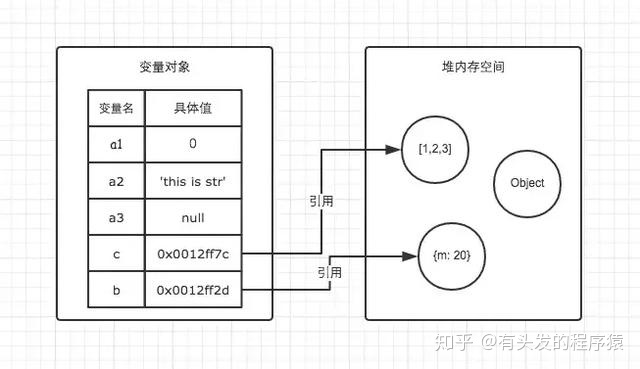 变量对象
变量名 具体值
a1 0
a2 'this is str'
a3 null
c 0x0012ff7c
b 0x0012ff2d
引用
引用
堆内存空间
[1,2,3]
Object
{m: 20}
知乎 @有头发的程序猿